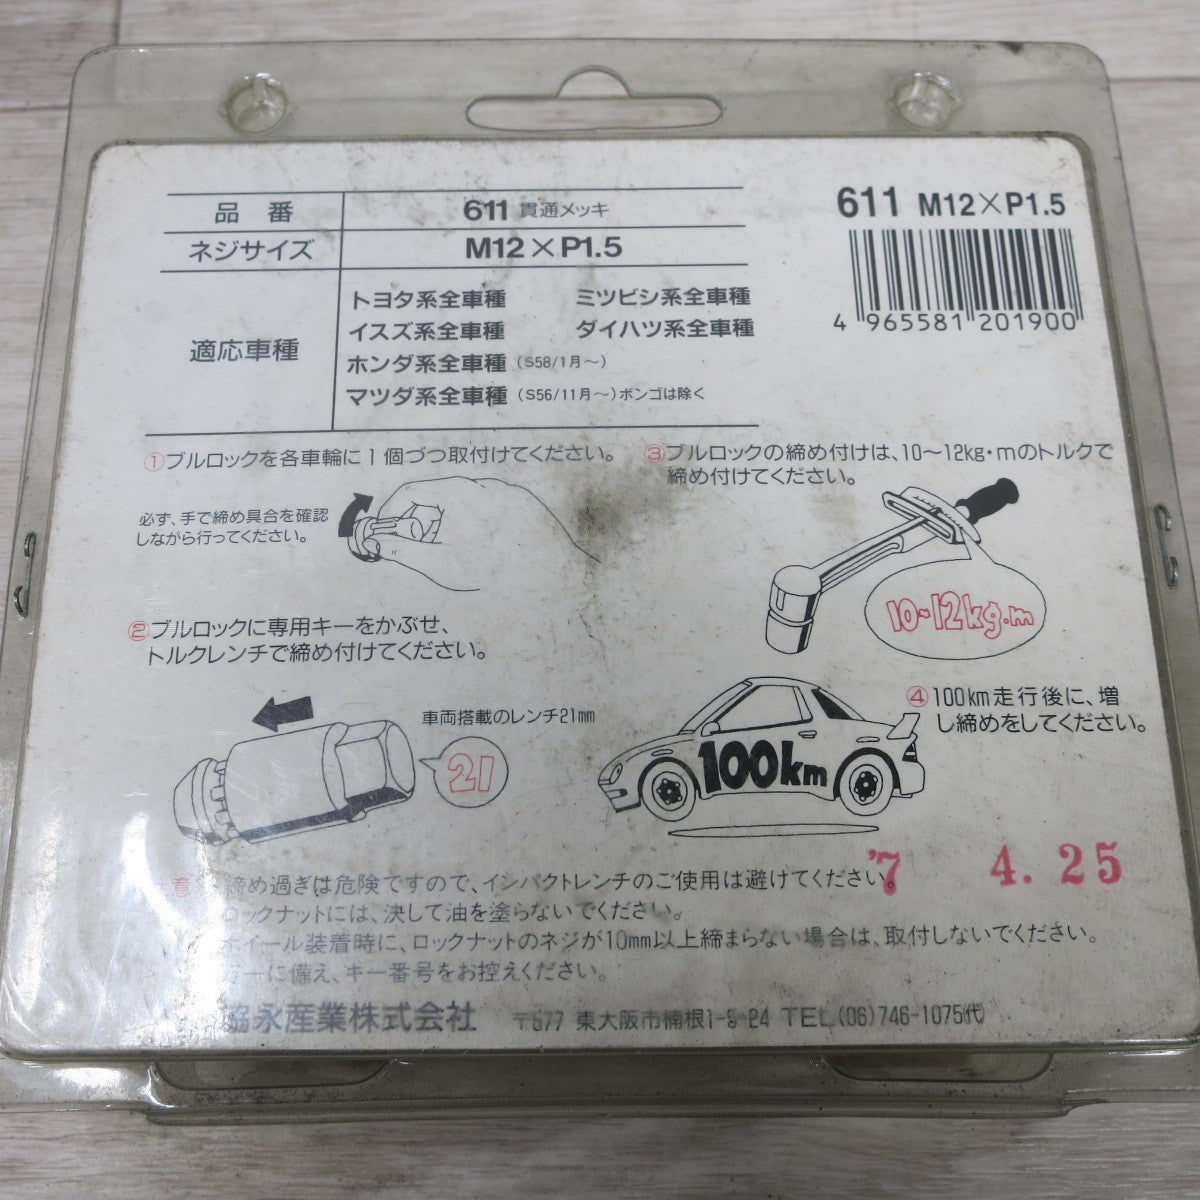 品番 611 貫通メッキ
ネジサイズ M12×P1.5
適応車種
トヨタ系全車種 ミツビシ系全車種
イスズ系全車種 ダイハツ系全車種
ホンダ系全車種 (S58/1月~)
マツダ系全車種 (S56/11月~)ボンゴは除く
611 M12×P1.5
4 965581 201900
①ブルロックを各車輪に1個づつ取付けてください。
必ず、手で締め具合を確認
しながら行ってください。
②ブルロックに専用キーをかぶせ、
トルクレンチで締め付けてください。
車両搭載のレンチ21mm
21
③ブルロックの締め付けは、10~12kg・mのトルクで
締め付けてください。
10~12kg・m
④100km走行後に、増
し締めをしてください。
100km
'7 4.25
注意 締め過ぎは危険ですので、インパクトレンチのご使用は避けてください。
ロックナットには、決して油を塗らないでください。
ホイール装着時に、ロックナットのネジが10mm以上締まらない場合は、取付しないでください。
万一に備え、キー番号をお控えください。
協永産業株式会社 〒577 東大阪市楠根1-9-24 TEL(06)746-1075㈹